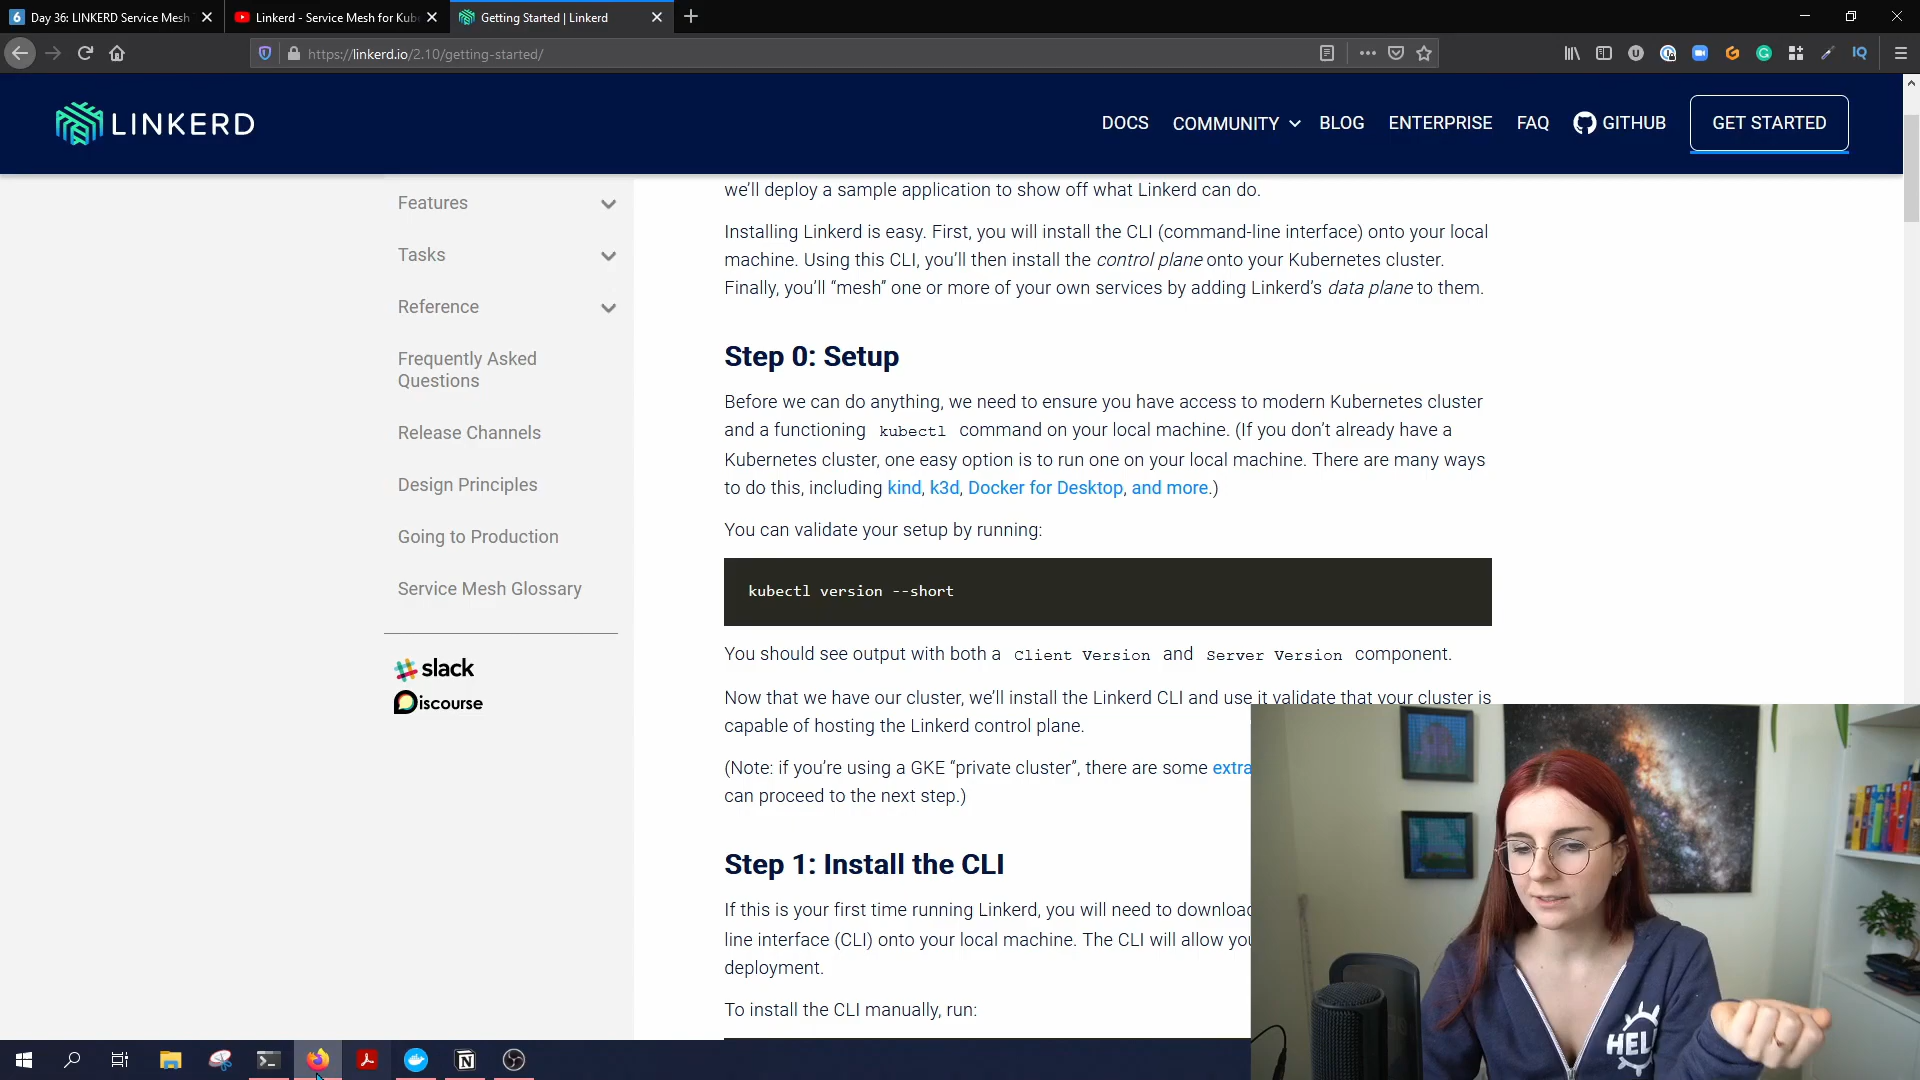 Day 36: LINKERD Service Mesh
Linkerd - Service Mesh for Kub
Getting Started | Linkerd
https://linkerd.io/2.10/getting-started/
LINKERD
DOCS
COMMUNITY
BLOG
ENTERPRISE
FAQ
GITHUB
GET STARTED
Features
Tasks
Reference
Frequently Asked
Questions
Release Channels
Design Principles
Going to Production
Service Mesh Glossary
slack
Discourse
we’ll deploy a sample application to show off what Linkerd can do.
Installing Linkerd is easy. First, you will install the CLI (command-line interface) onto your local
machine. Using this CLI, you’ll then install the control plane onto your Kubernetes cluster.
Finally, you’ll “mesh” one or more of your own services by adding Linkerd’s data plane to them.
Step 0: Setup
Before we can do anything, we need to ensure you have access to modern Kubernetes cluster
and a functioning kubectl command on your local machine. (If you don’t already have a
Kubernetes cluster, one easy option is to run one on your local machine. There are many ways
to do this, including kind, k3d, Docker for Desktop, and more.)
You can validate your setup by running:
kubectl version --short
You should see output with both a Client Version and Server Version component.
Now that we have our cluster, we’ll install the Linkerd CLI and use it validate that your cluster is
capable of hosting the Linkerd control plane.
(Note: if you’re using a GKE “private cluster”, there are some extra
can proceed to the next step.)
Step 1: Install the CLI
If this is your first time running Linkerd, you will need to download
line interface (CLI) onto your local machine. The CLI will allow you
deployment.
To install the CLI manually, run:
HEL